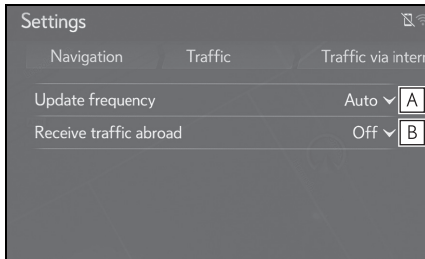 Settings
Navigation Traffic Traffic via intern
Update frequency Auto A
Receive traffic abroad Off B